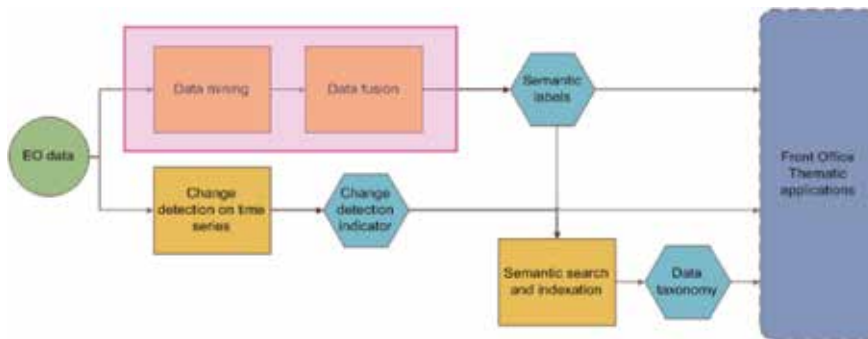 Data mining
Data fusion
Semantic
labels
EO data
Change
detection on time
series
Change
detection
indicator
Front Office
Thematic
applications
Semantic search
and indexation
Data
taxonomy